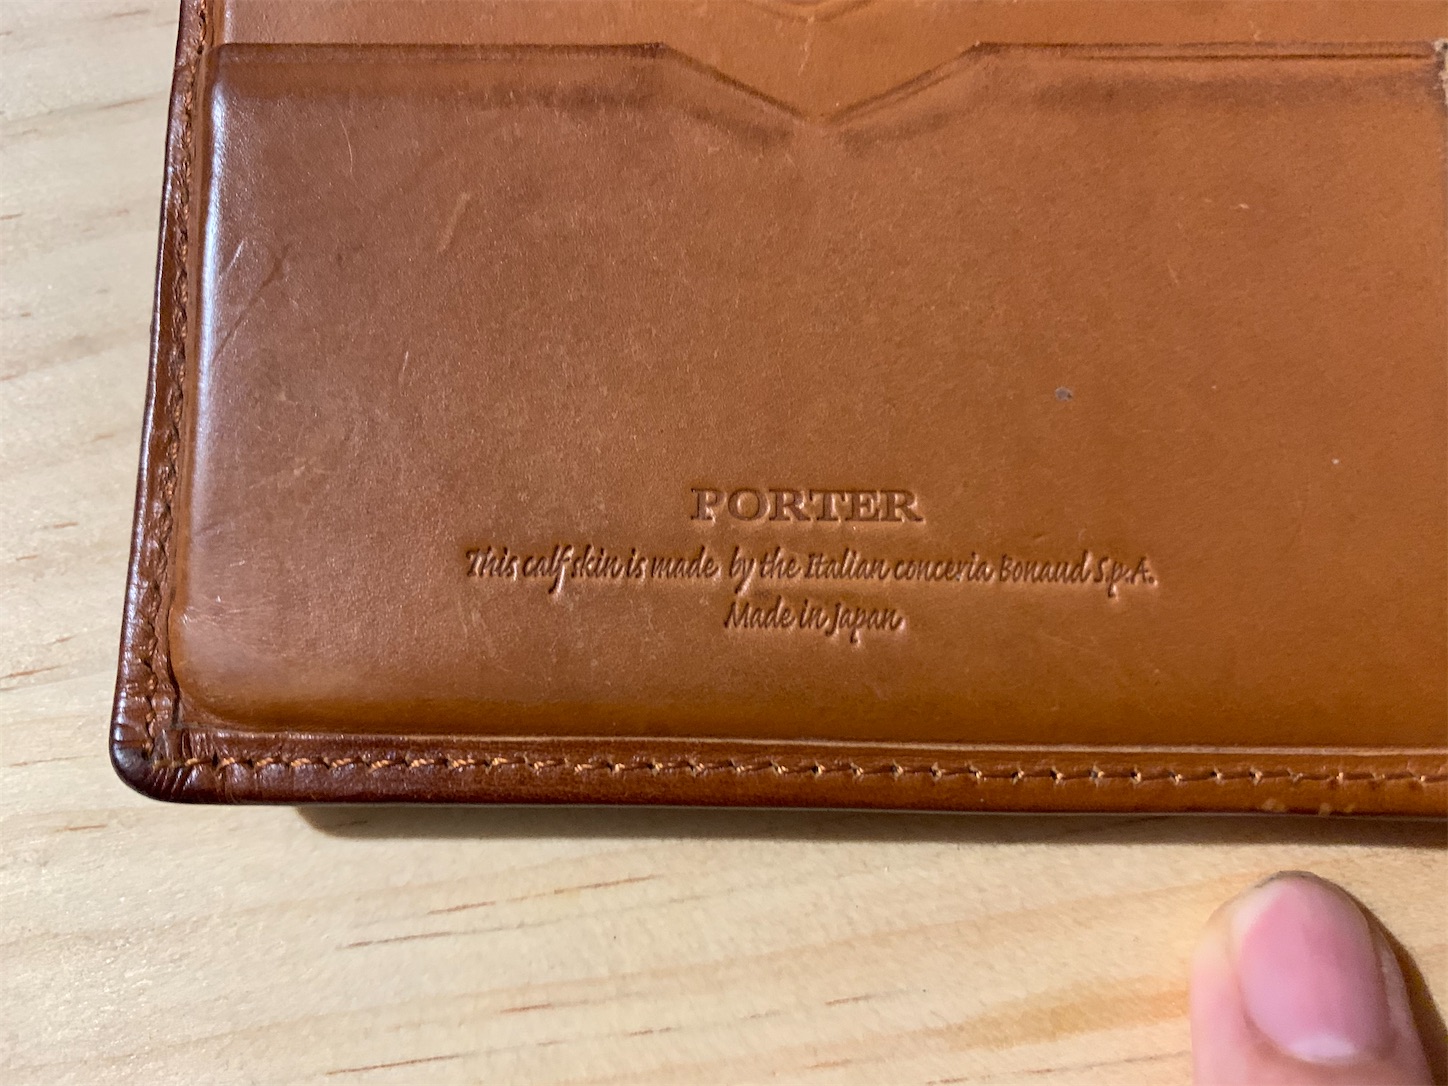 PORTER
This calf skin is made by the Italian conceria Bonaud S.p.A.
Made in Japan